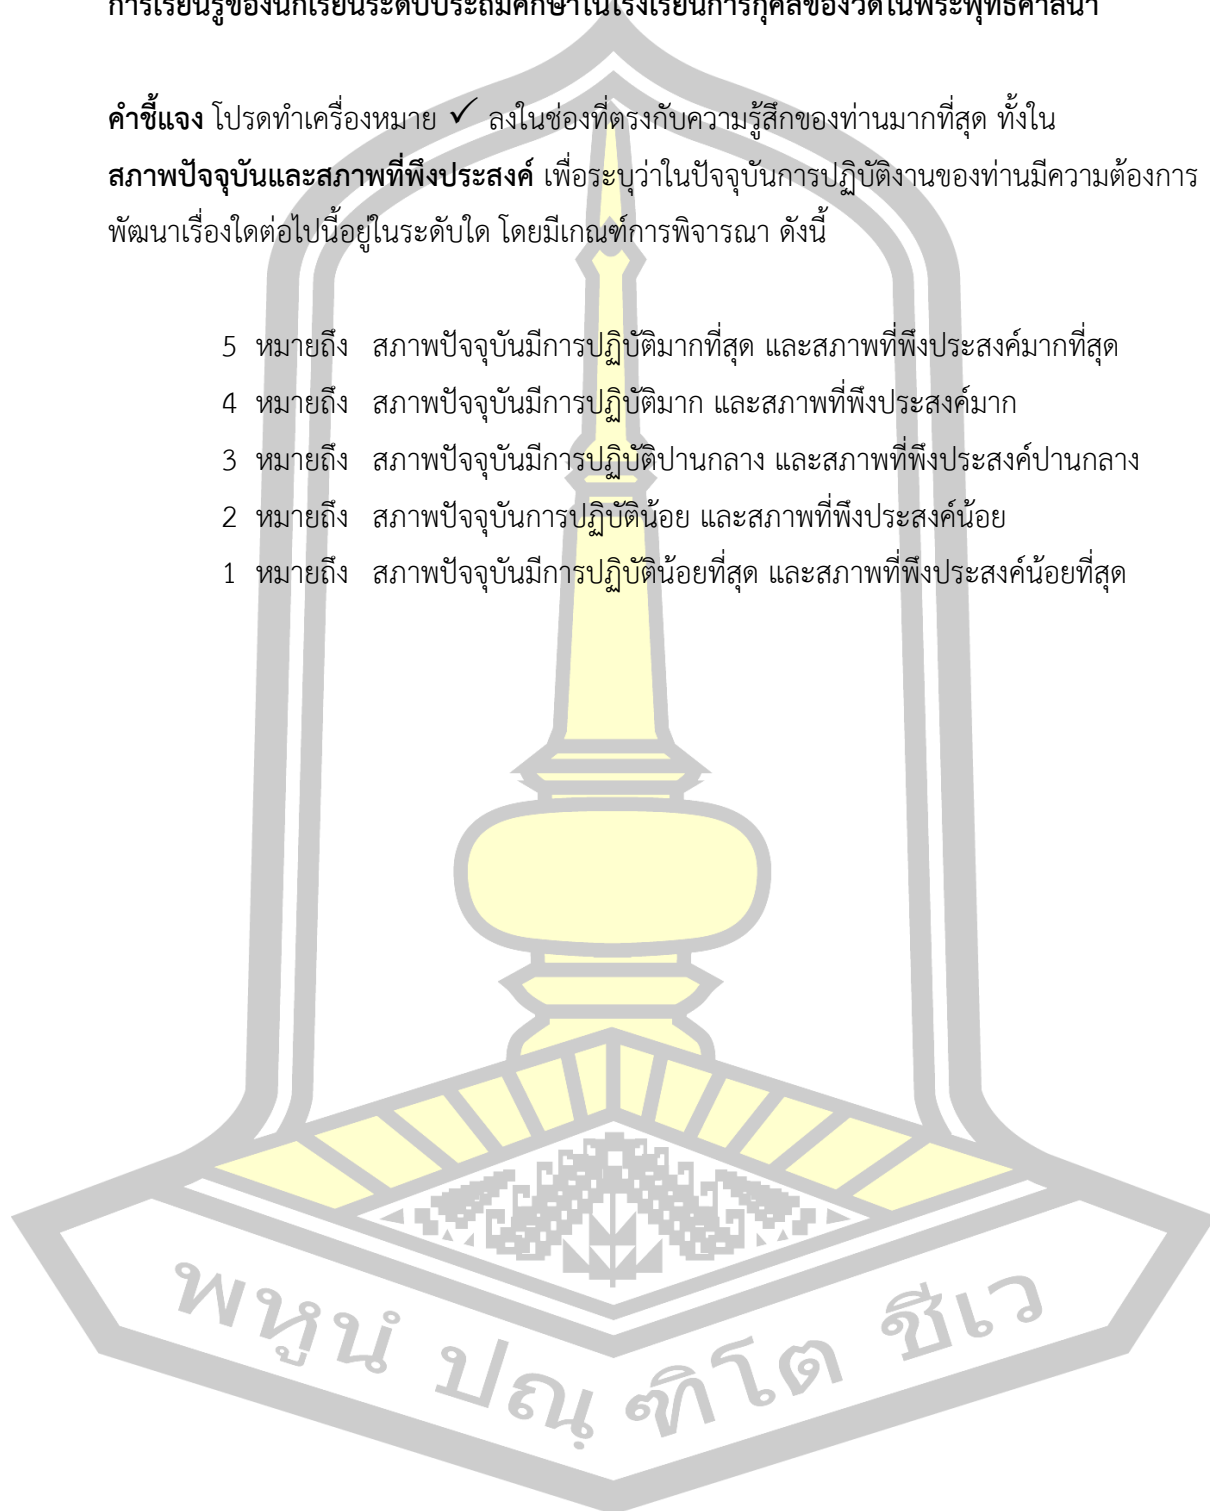 การเรียนรู้ของนักเรียนระดับประถมศึกษาในโรงเรียนการกุศลของวัดในพระพุทธศาสนา
คำชี้แจง โปรดทำเครื่องหมาย ✓ ลงในช่องที่ตรงกับความรู้สึกของท่านมากที่สุด ทั้งใน
สภาพปัจจุบันและสภาพที่พึงประสงค์ เพื่อระบุว่าในปัจจุบันการปฏิบัติงานของท่านมีความต้องการ
พัฒนาเรื่องใดต่อไปนี้อยู่ในระดับใด โดยมีเกณฑ์การพิจารณา ดังนี้
5 หมายถึง สภาพปัจจุบันมีการปฏิบัติมากที่สุด และสภาพที่พึงประสงค์มากที่สุด
4 หมายถึง สภาพปัจจุบันมีการปฏิบัติมาก และสภาพที่พึงประสงค์มาก
3 หมายถึง สภาพปัจจุบันมีการปฏิบัติปานกลาง และสภาพที่พึงประสงค์ปานกลาง
2 หมายถึง สภาพปัจจุบันการปฏิบัติน้อย และสภาพที่พึงประสงค์น้อย
1 หมายถึง สภาพปัจจุบันมีการปฏิบัติน้อยที่สุด และสภาพที่พึงประสงค์น้อยที่สุด
พหูนํ ปณฺ ฑิโต ชีเว